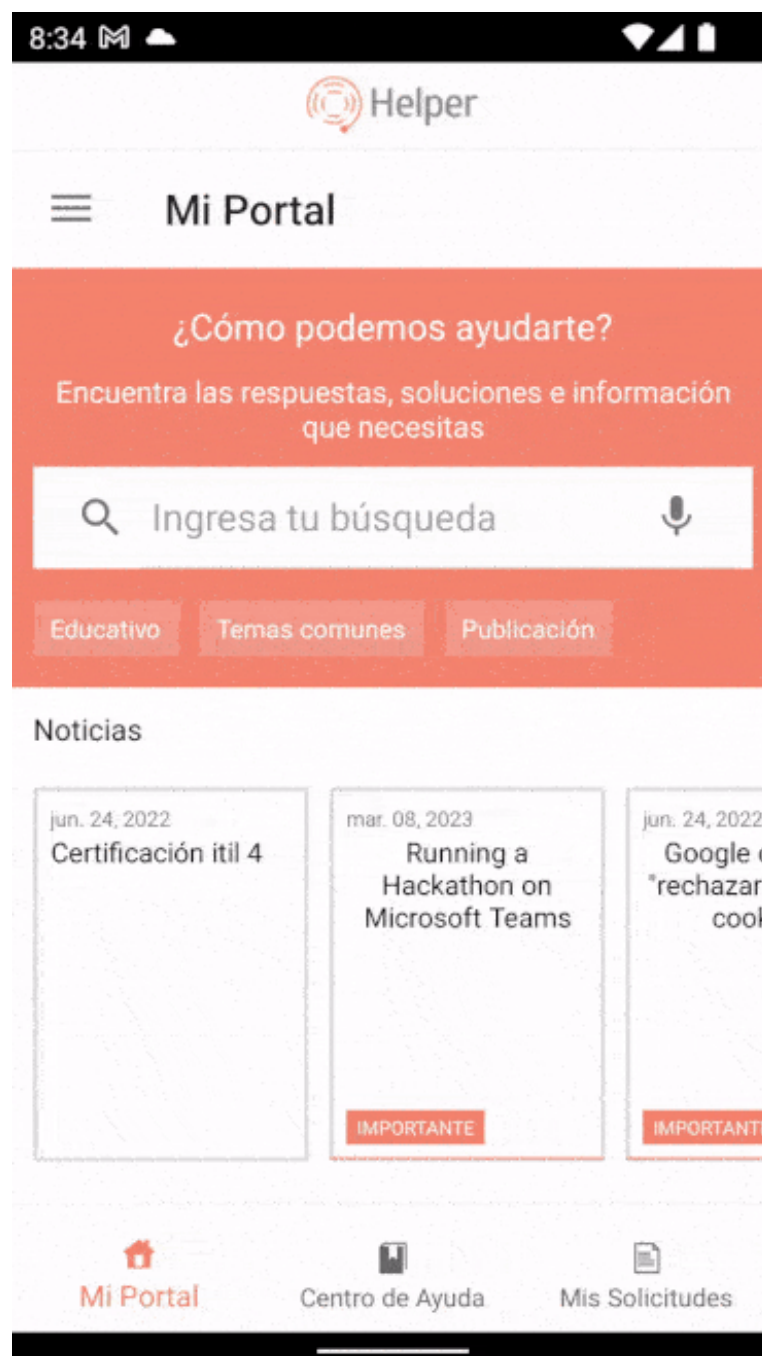 8:34
Helper
Mi Portal
¿Cómo podemos ayudarte?
Encuentra las respuestas, soluciones e información
que necesitas
Ingresa tu búsqueda
Educativo Temas comunes Publicación
Noticias
jun. 24, 2022
Certificación itil 4
mar. 08, 2023
Running a
Hackathon on
Microsoft Teams
IMPORTANTE
jun. 24, 2022
Google
"rechazar
IMPORTANT
Mi Portal Centro de Ayuda Mis Solicitudes